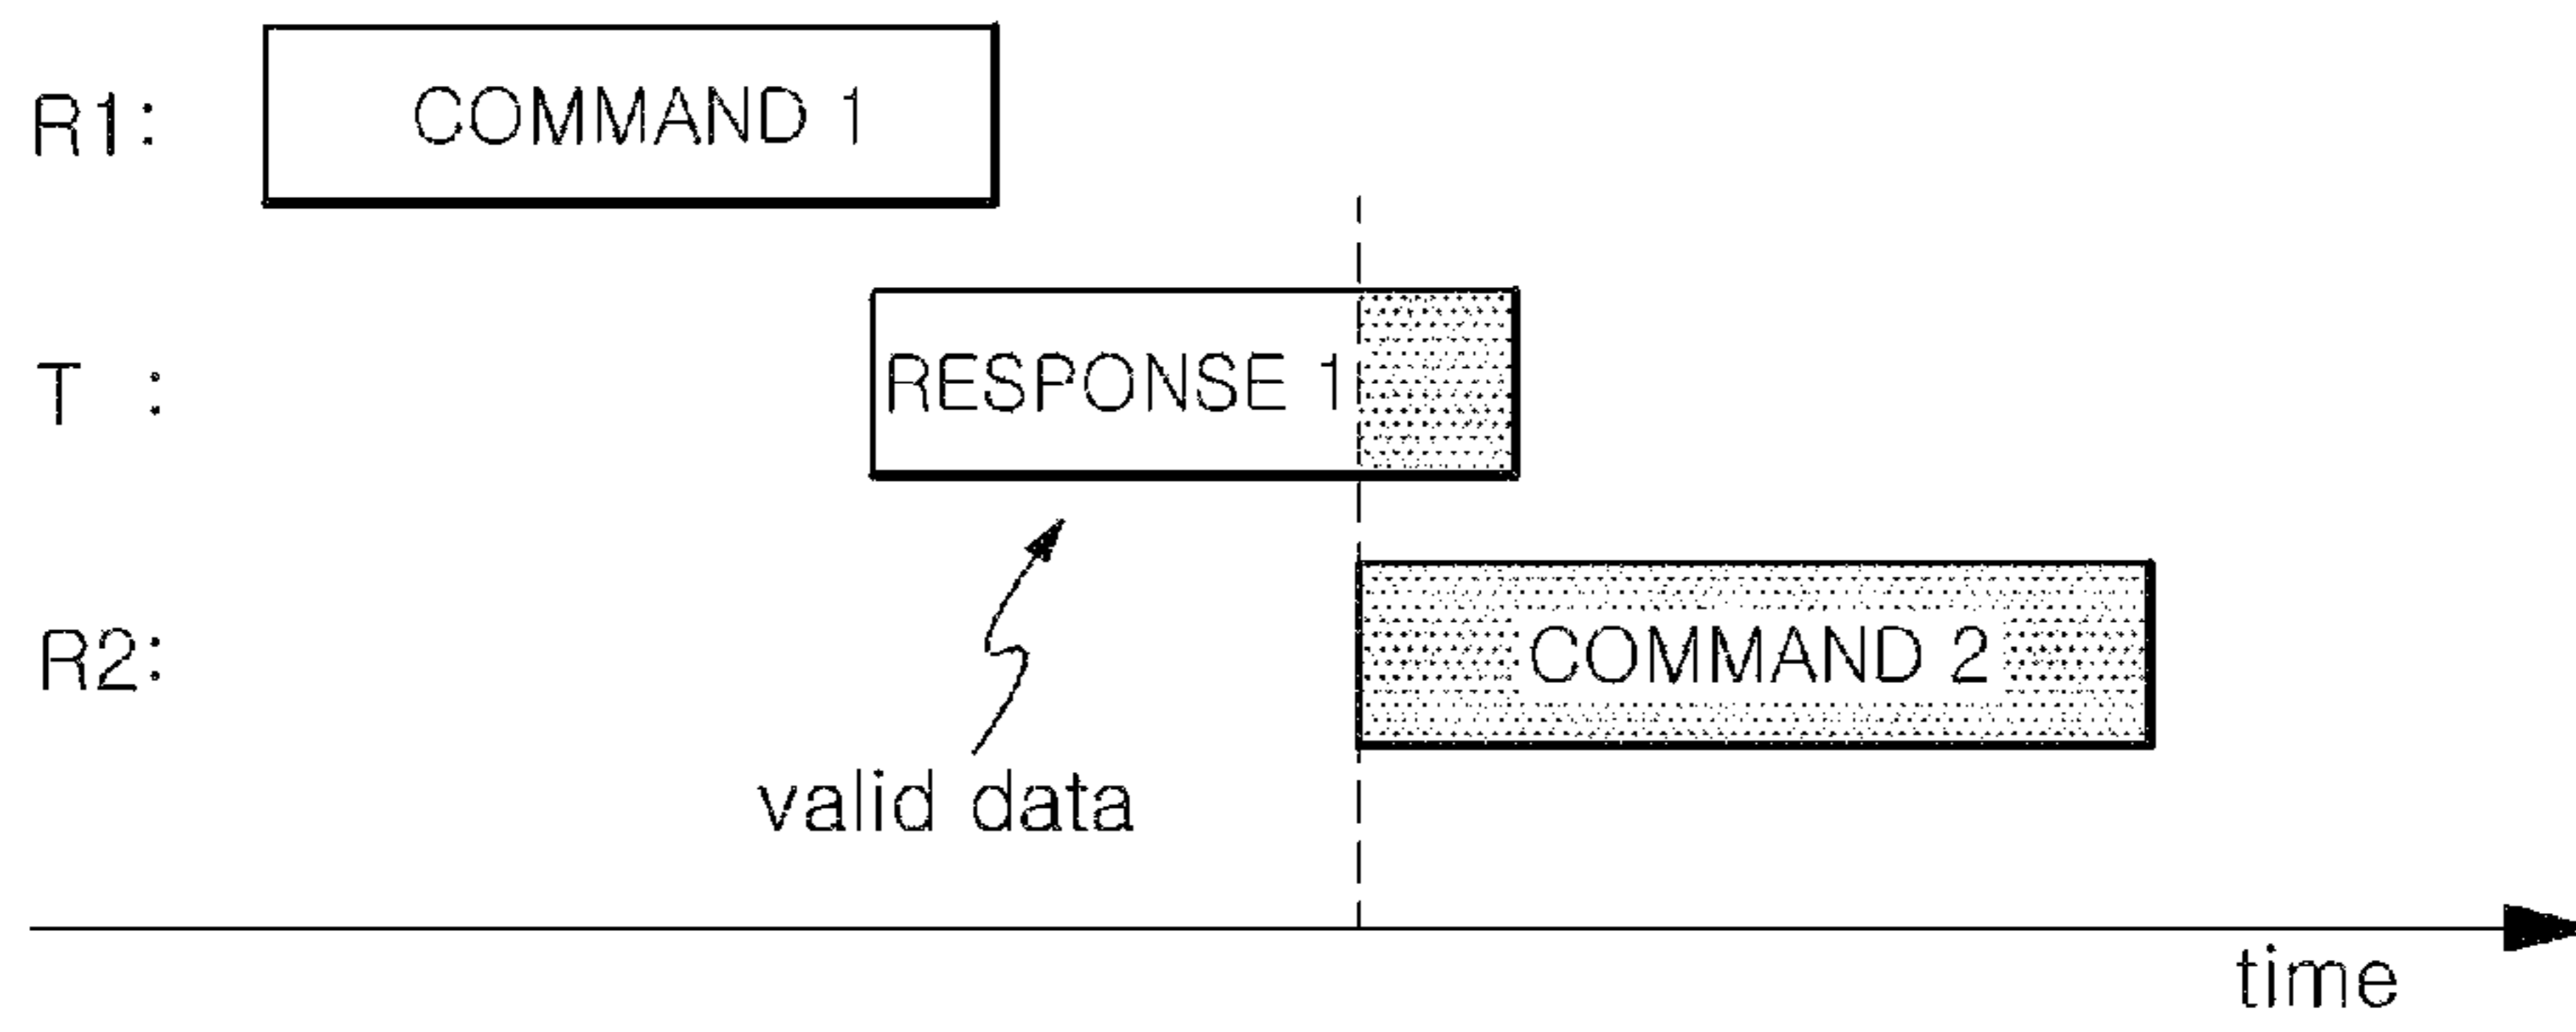 R1: COMMAND 1
T : RESPONSE 1
R2: COMMAND 2
valid data
time